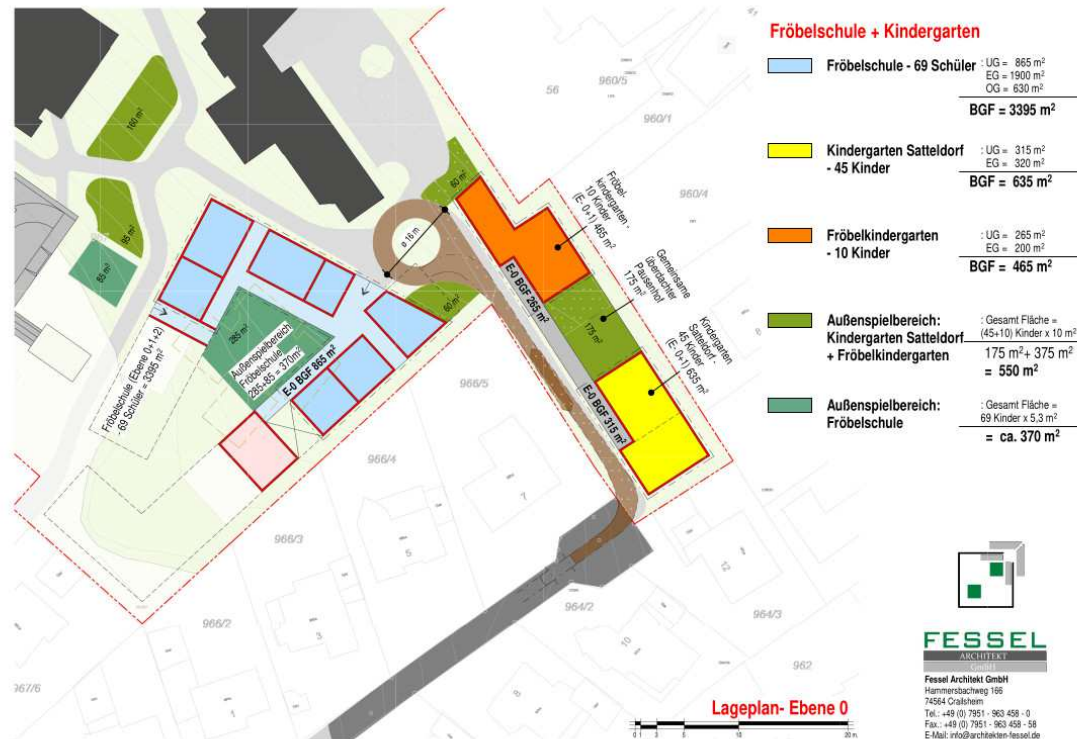 Fröbelschule + Kindergarten
Fröbelschule - 69 Schüler
: UG = 865 m²
EG = 1900 m²
OG = 630 m²
BGF = 3395 m²
Kindergarten Satteldorf
- 45 Kinder
: UG = 315 m²
EG = 320 m²
BGF = 635 m²
Fröbelkindergarten
- 10 Kinder
: UG = 265 m²
EG = 200 m²
BGF = 465 m²
Außenspielbereich:
Kindergarten Satteldorf
+ Fröbelkindergarten
: Gesamt Fläche =
(45+10) Kinder x 10 m²
175 m²+ 375 m²
= 550 m²
Außenspielbereich:
Fröbelschule
: Gesamt Fläche =
69 Kinder x 5,3 m²
= ca. 370 m²
160 m²
95 m²
85 m²
60 m²
ø 16 m
60 m²
285 m²
Außenspielbereich:
Fröbelschule
285+85 = 370m²
E-0 BGF 865 m²
Fröbelschule (Ebene 0+1+2)
- 69 Schüler = 3395 m²
Fröbel-
kindergarten -
10 Kinder
(E- 0+1) 465 m²
Gemeinsame
überdachter
Pausenhof
175 m²
Kindergarten
Satteldorf -
45 Kinder
(E- 0+1) 635 m²
E-0 BGF 265 m²
175 m²
E-0 BGF 315 m²
56
960/5
960/1
960/4
966/5
966/4
966/3
966/2
967/6
964/2
964/3
962
7
5
3
1
12
10
8
Lageplan- Ebene 0
0 1 3 5 10 20 m.
FESSEL
ARCHITEKT
GmbH
Fessel Architekt GmbH
Hammersbachweg 166
74564 Crailsheim
Tel.: +49 (0) 7951 - 963 458 - 0
Fax.: +49 (0) 7951 - 963 458 - 58
E-Mail: info@architekten-fessel.de